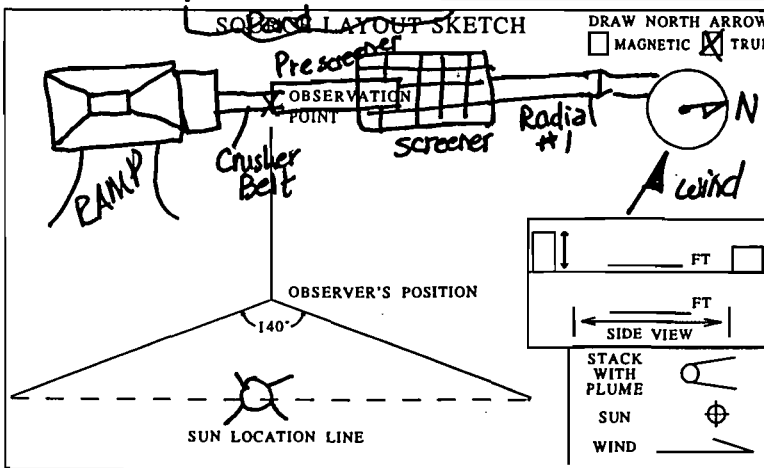 SOURCE LAYOUT SKETCH
DRAW NORTH ARROW
MAGNETIC TRUE
Prescreener
OBSERVATION
POINT
N
Crusher
Belt
screener
Radial
#1
RAMP
wind
FT
OBSERVER'S POSITION
FT
140°
SIDE VIEW
STACK
WITH
PLUME
SUN
SUN LOCATION LINE
WIND